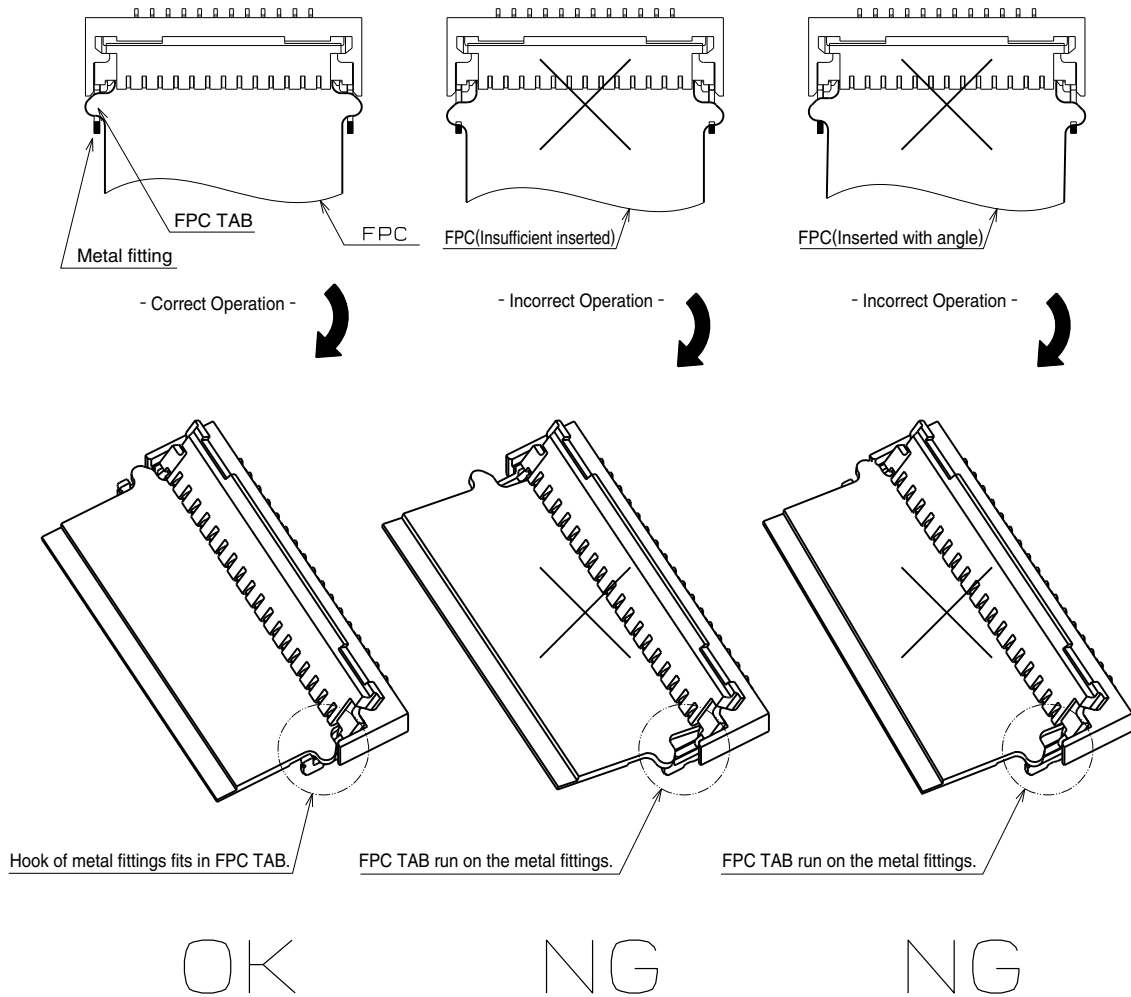 FPC TAB
FPC
Metal fitting
FPC(Insufficient inserted)
FPC(Inserted with angle)
- Correct Operation -
- Incorrect Operation -
- Incorrect Operation -
Hook of metal fittings fits in FPC TAB.
FPC TAB run on the metal fittings.
FPC TAB run on the metal fittings.
OK
NG
NG